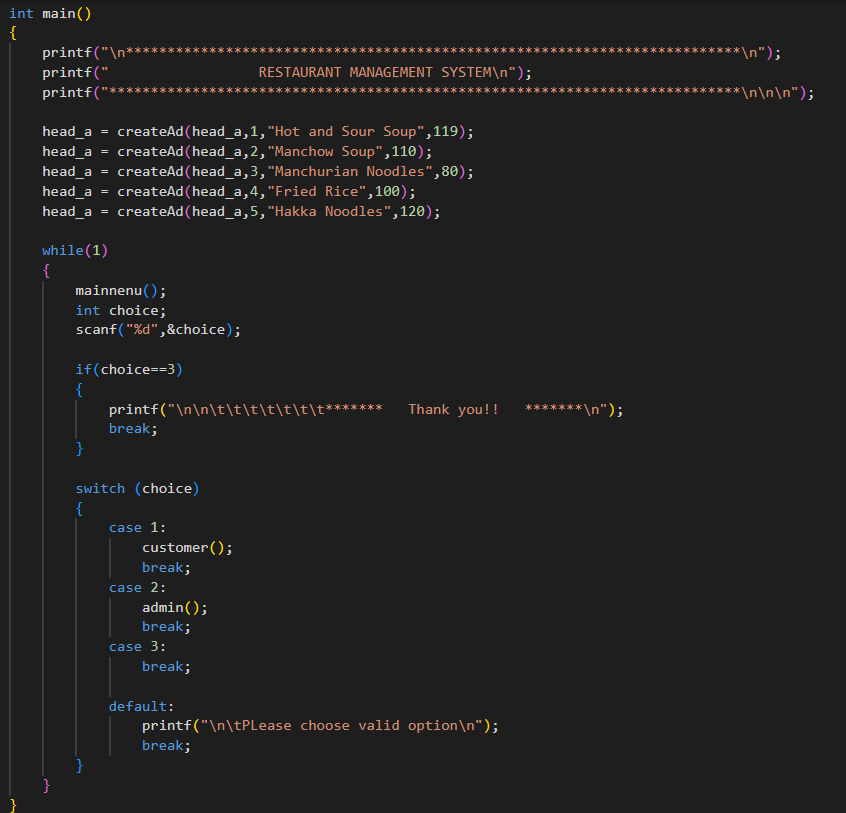 int main()
{
    printf("\n**************************************************************************\n");
    printf("                  RESTAURANT MANAGEMENT SYSTEM\n");
    printf("****************************************************************************\n\n\n");

    head_a = createAd(head_a,1,"Hot and Sour Soup",119);
    head_a = createAd(head_a,2,"Manchow Soup",110);
    head_a = createAd(head_a,3,"Manchurian Noodles",80);
    head_a = createAd(head_a,4,"Fried Rice",100);
    head_a = createAd(head_a,5,"Hakka Noodles",120);

    while(1)
    {
        mainnenu();
        int choice;
        scanf("%d",&choice);

        if(choice==3)
        {
            printf("\n\n\t\t\t\t\t\t\t*******   Thank you!!   *******\n");
            break;
        }

        switch (choice)
        {
            case 1:
                customer();
                break;
            case 2:
                admin();
                break;
            case 3:
                break;

            default:
                printf("\n\tPLease choose valid option\n");
                break;
        }
    }
}